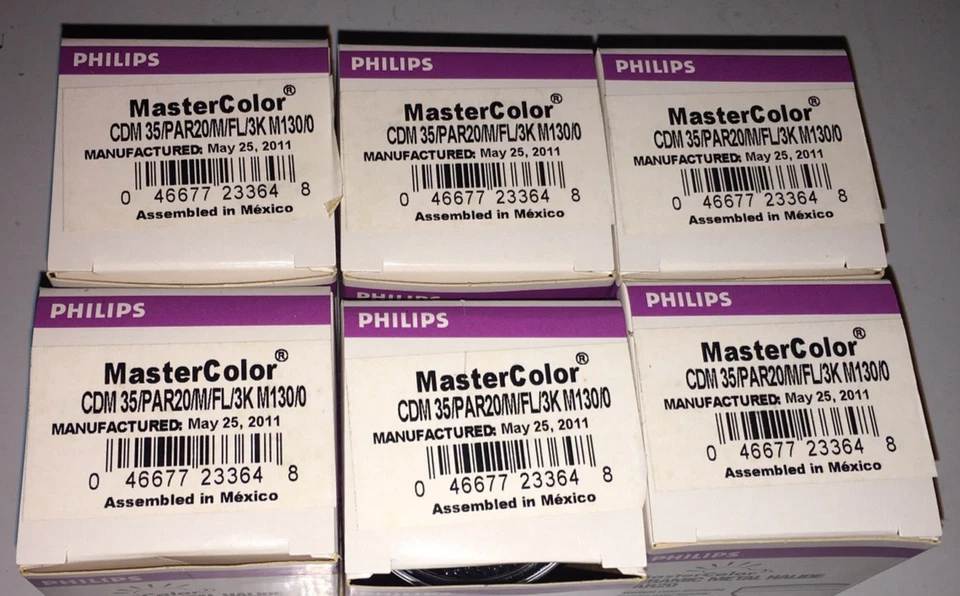 PHILIPS
MasterColor®
CDM 35/PAR20/M/FL/3K M130/0
MANUFACTURED: May 25, 2011
0 46677 23364 8
Assembled in México
PHILIPS
MasterColor®
CDM 35/PAR20/M/FL/3K M130/0
MANUFACTURED: May 25, 2011
0 46677 23364 8
Assembled in México
PHILIPS
MasterColor®
CDM 35/PAR20/M/FL/3K M130/0
MANUFACTURED: May 25, 2011
0 46677 23364 8
Assembled in México
PHILIPS
MasterColor®
CDM 35/PAR20/M/FL/3K M130/0
MANUFACTURED: May 25, 2011
0 46677 23364 8
Assembled in México
PHILIPS
PHILIPS
MasterColor®
CDM 35/PAR20/M/FL/3K M130/0
MANUFACTURED: May 25, 2011
0 46677 23364 8
Assembled in México
PHILIPS
MasterColor®
CDM 35/PAR20/M/FL/3K M130/0
MANUFACTURED: May 25, 2011
0 46677 23364 8
Assembled in México
PHILIPS
MasterColor
PHILIPS
MasterColor
METAL HALIDE